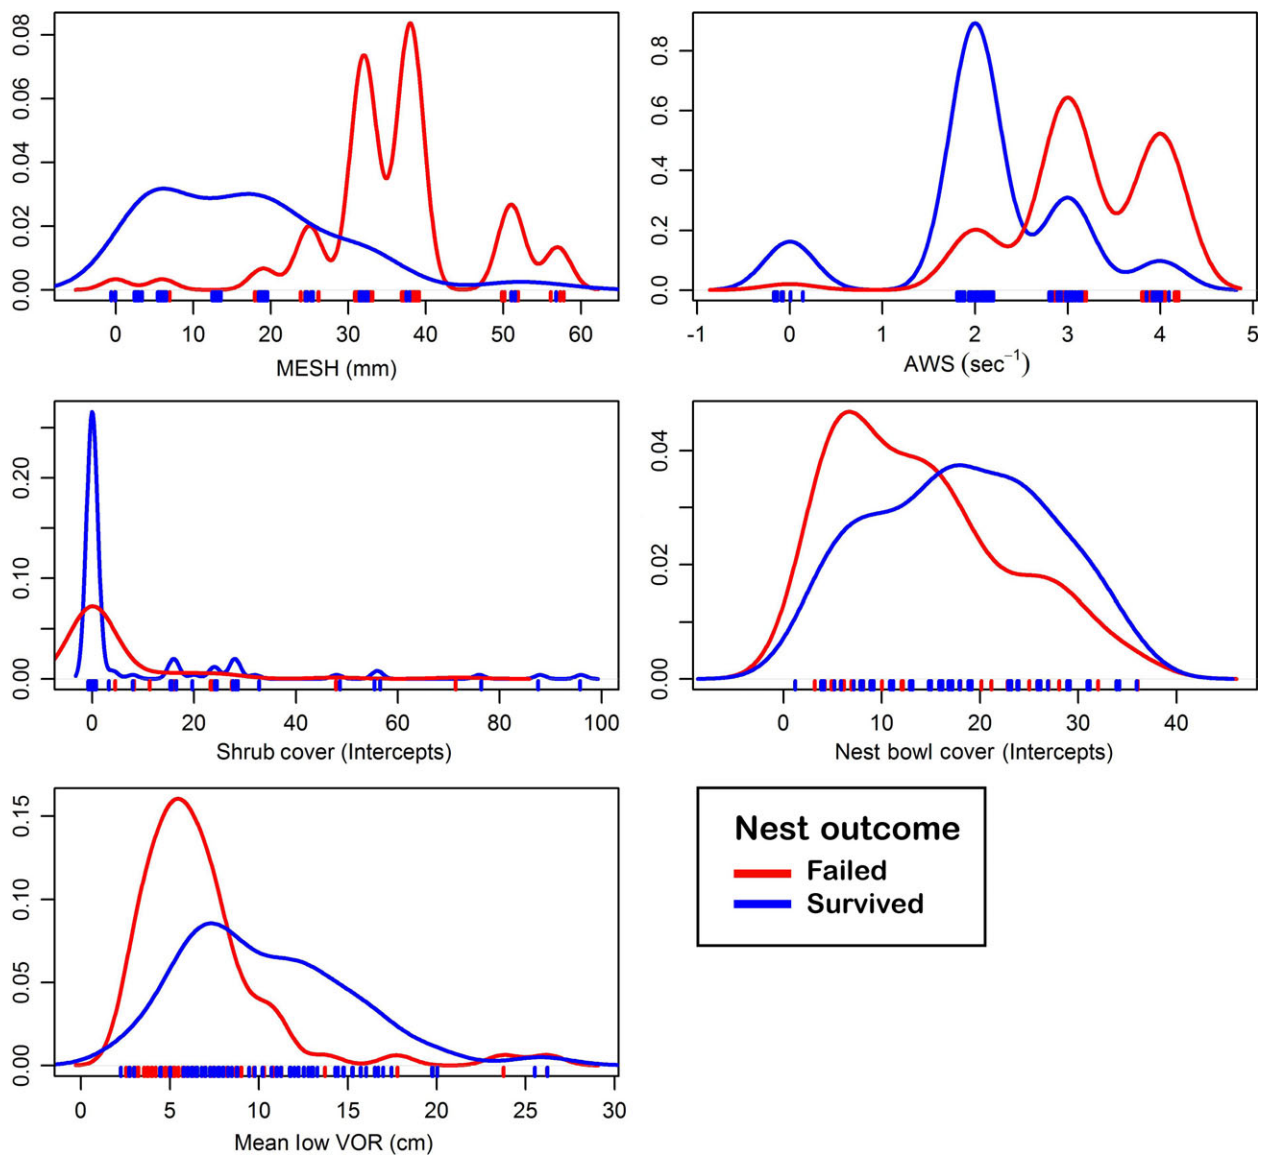 0.00 0.02 0.04 0.06 0.08
0 10 20 30 40 50 60
MESH (mm)
0.0 0.2 0.4 0.6 0.8
-1 0 1 2 3 4 5
AWS (sec⁻¹)
0.00 0.10 0.20
0 20 40 60 80 100
Shrub cover (Intercepts)
0.00 0.02 0.04
0 10 20 30 40
Nest bowl cover (Intercepts)
0.00 0.05 0.10 0.15
0 5 10 15 20 25 30
Mean low VOR (cm)
Nest outcome
Failed
Survived